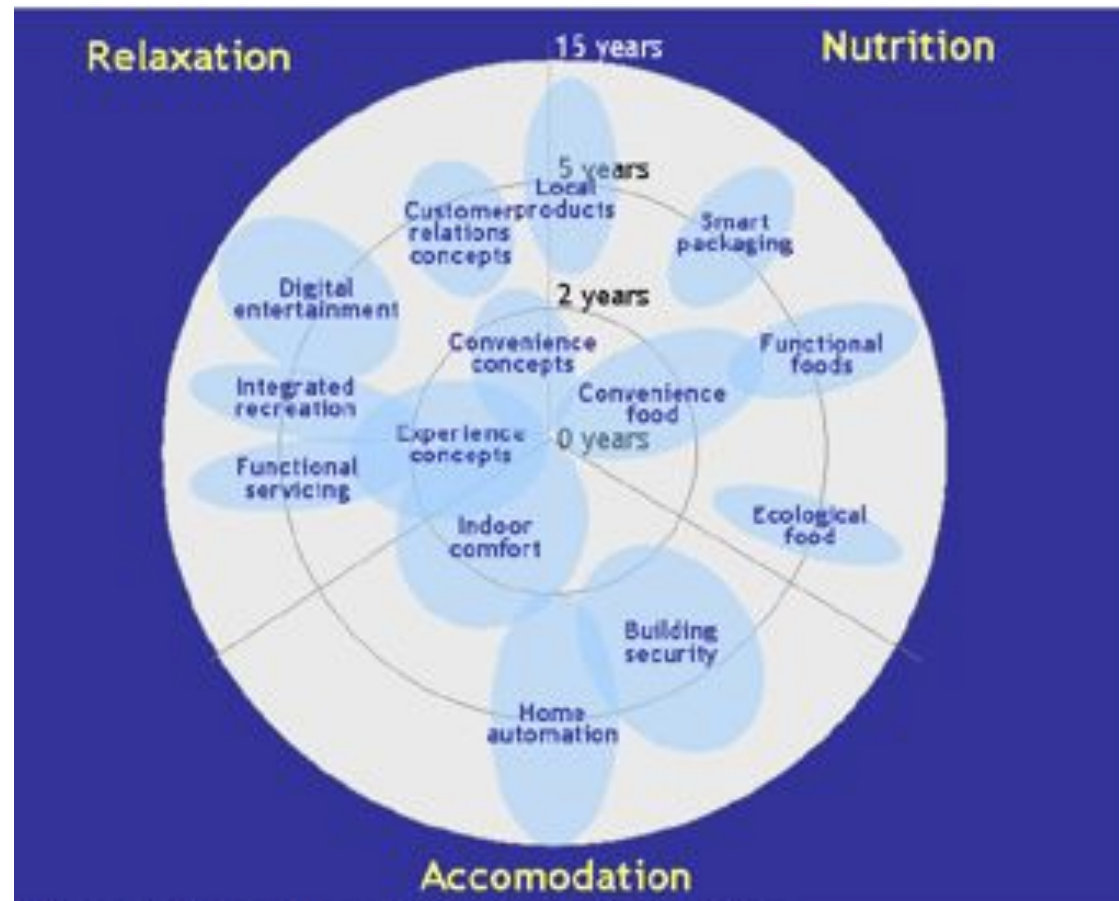 Relaxation
15 years
Nutrition
5 years
Local
products
Customer
relations
concepts
Smart
packaging
Digital
entertainment
2 years
Convenience
concepts
Functional
foods
Integrated
recreation
Convenience
food
Experience
concepts
0 years
Functional
servicing
Indoor
comfort
Ecological
food
Building
security
Home
automation
Accomodation